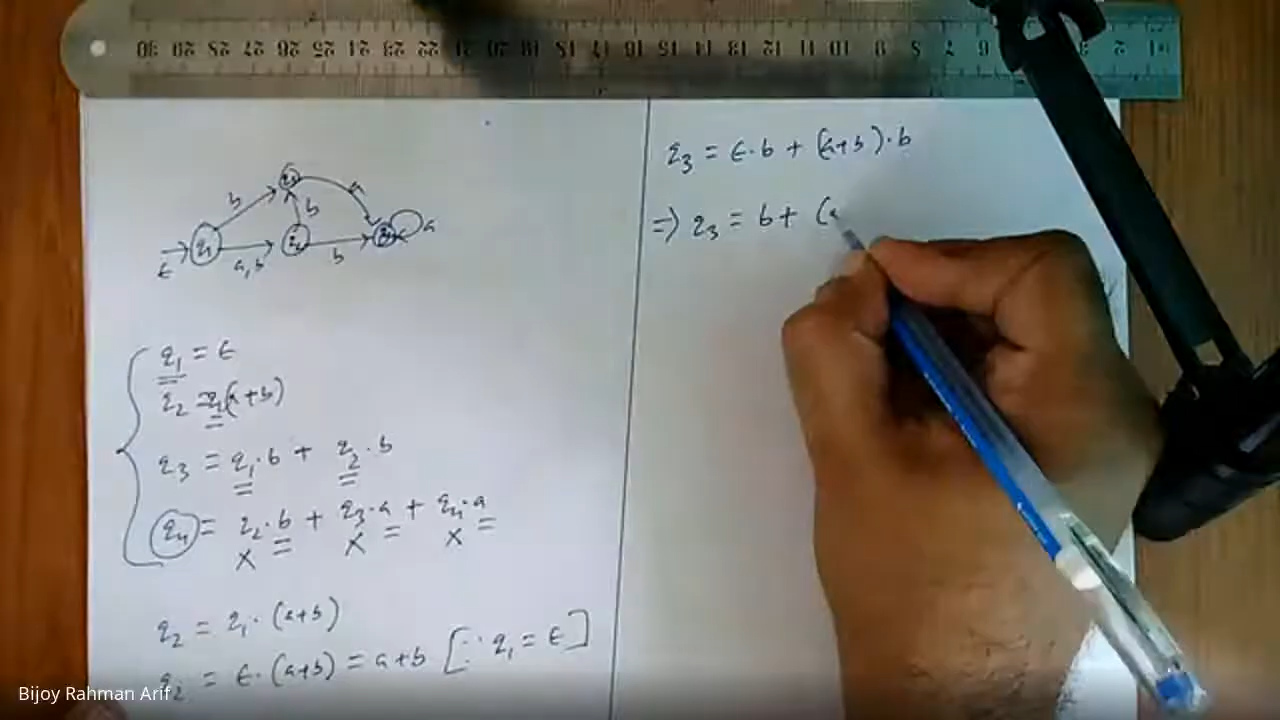 30 29 28 27 26 25 24 23 22 21 20 19 18 17 16 15 14 13 12 11 10 9 8 7 6 5 4 3 2
b
b
a
a
q₁
ε
a,b
b
q₁ = ε
q₂ = q₁(a+b)
q₃ = q₁·b + q₂·b
q₄ = q₂·b + q₃·a + q₄·a
x x x
q₂ = q₁·(a+b)
q₂ = ε·(a+b) = a+b [∵ q₁ = ε]
q₃ = ε·b + (a+b)·b
=> q₃ = b + (a
Bijoy Rahman Arif